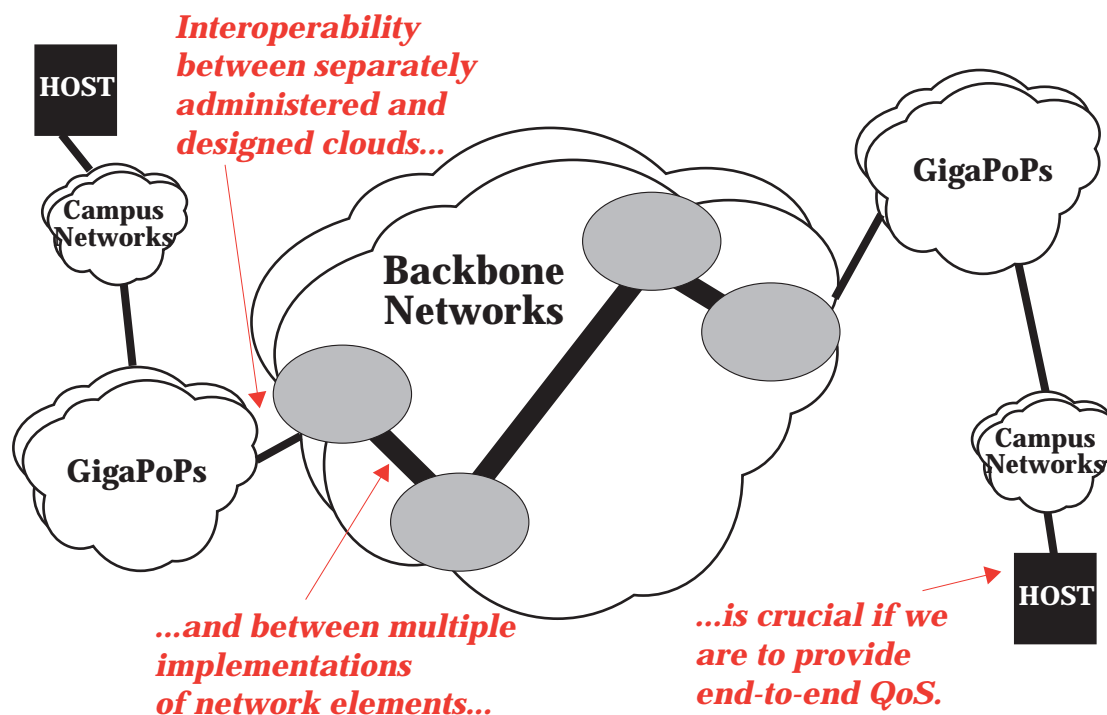 Interoperability
between separately
administered and
designed clouds...
HOST
Campus
Networks
GigaPoPs
Backbone
Networks
GigaPoPs
Campus
Networks
HOST
...and between multiple
implementations
of network elements...
...is crucial if we
are to provide
end-to-end QoS.